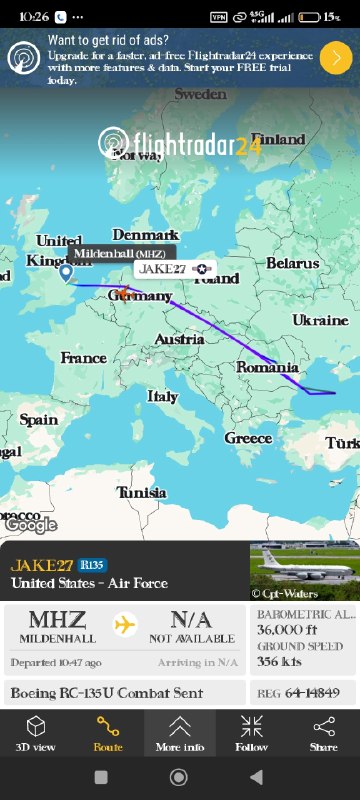 10:26
VPN
15%
Want to get rid of ads?
Upgrade for a faster, ad-free Flightradar24 experience
with more features & data. Start your FREE trial
today.
Sweden
flightradar24
Norway
Finland
Denmark
United
Kingdom
Mildenhall (MHZ)
JAKE27
Poland
Belarus
Germany
Ukraine
Austria
France
Romania
Italy
Spain
Greece
Türk
Tunisia
Google
JAKE27 R135
United States - Air Force
© Cpt-Waters
MHZ
MILDENHALL
N/A
NOT AVAILABLE
Departed 10:47 ago
Arriving in N/A
BAROMETRIC AL...
36,000 ft
GROUND SPEED
356 kts
Boeing RC-135U Combat Sent
REG 64-14849
3D view
Route
More info
Follow
Share